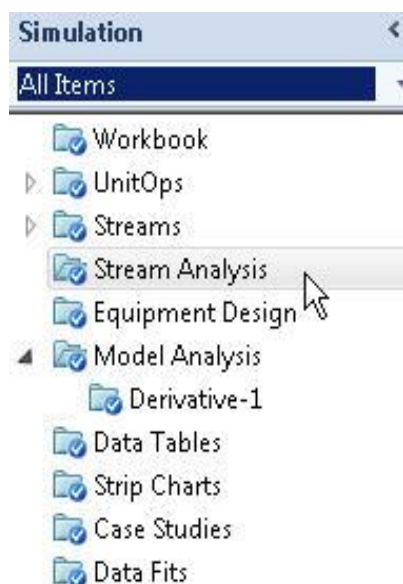 Simulation
All Items
Workbook
UnitOps
Streams
Stream Analysis
Equipment Design
Model Analysis
Derivative-1
Data Tables
Strip Charts
Case Studies
Data Fits